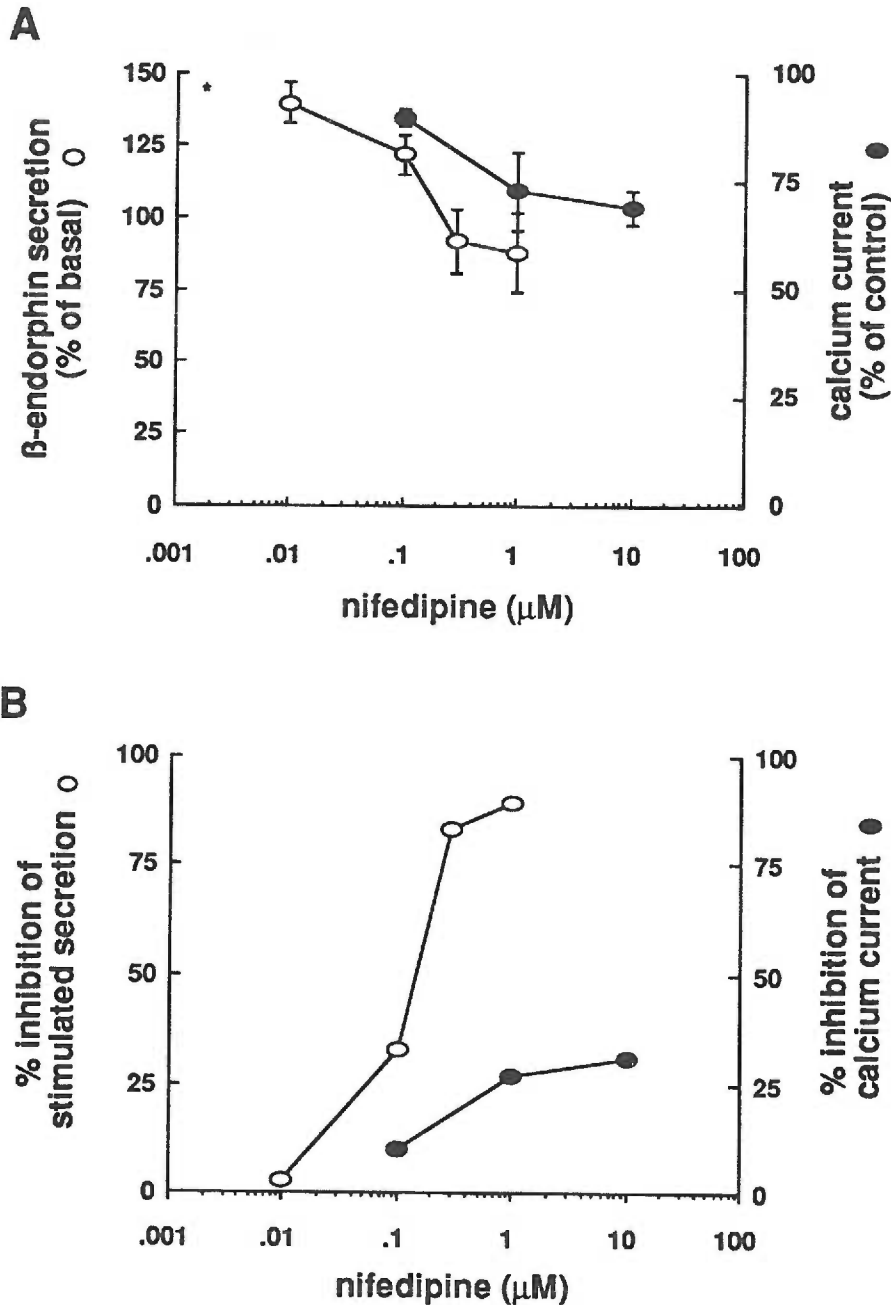 A
150
125
100
75
50
25
0
ß-endorphin secretion
(% of basal)
*
100
75
50
25
0
calcium current
(% of control)
.001 .01 .1 1 10 100
nifedipine (µM)
B
100
75
50
25
0
% inhibition of
stimulated secretion
100
75
50
25
0
% inhibition of
calcium current
.001 .01 .1 1 10 100
nifedipine (µM)